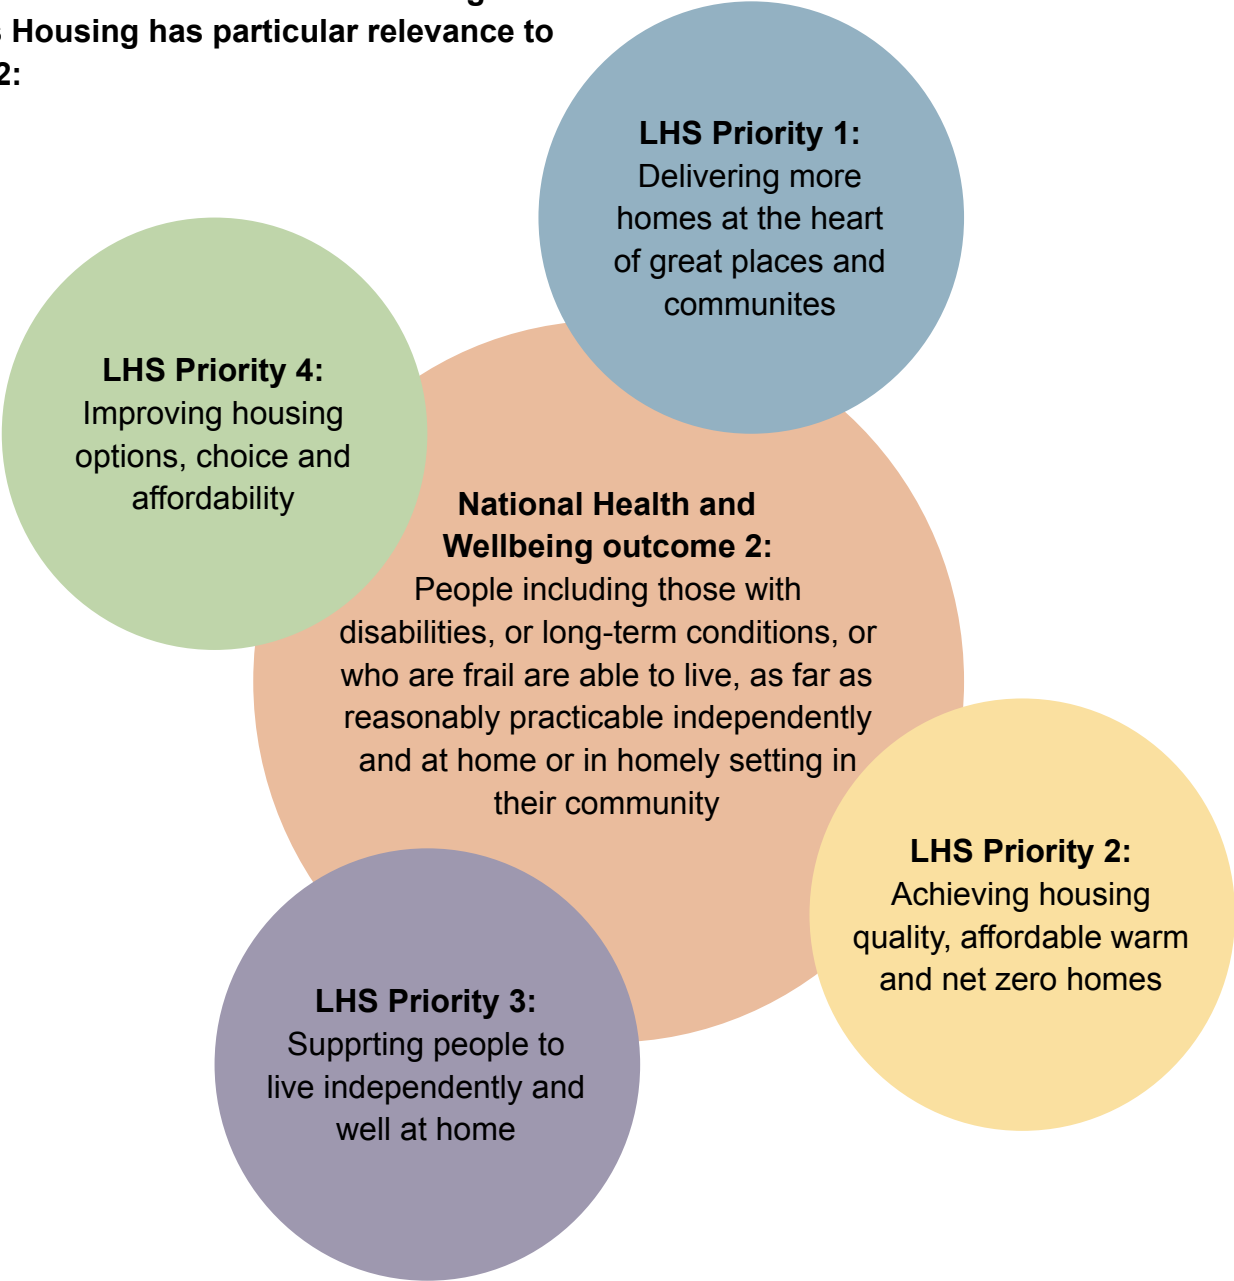 s Housing has particular relevance to
2:
LHS Priority 1:
Delivering more
homes at the heart
of great places and
communites
LHS Priority 4:
Improving housing
options, choice and
affordability
National Health and
Wellbeing outcome 2:
People including those with
disabilities, or long-term conditions, or
who are frail are able to live, as far as
reasonably practicable independently
and at home or in homely setting in
their community
LHS Priority 2:
Achieving housing
quality, affordable warm
and net zero homes
LHS Priority 3:
Supprting people to
live independently and
well at home